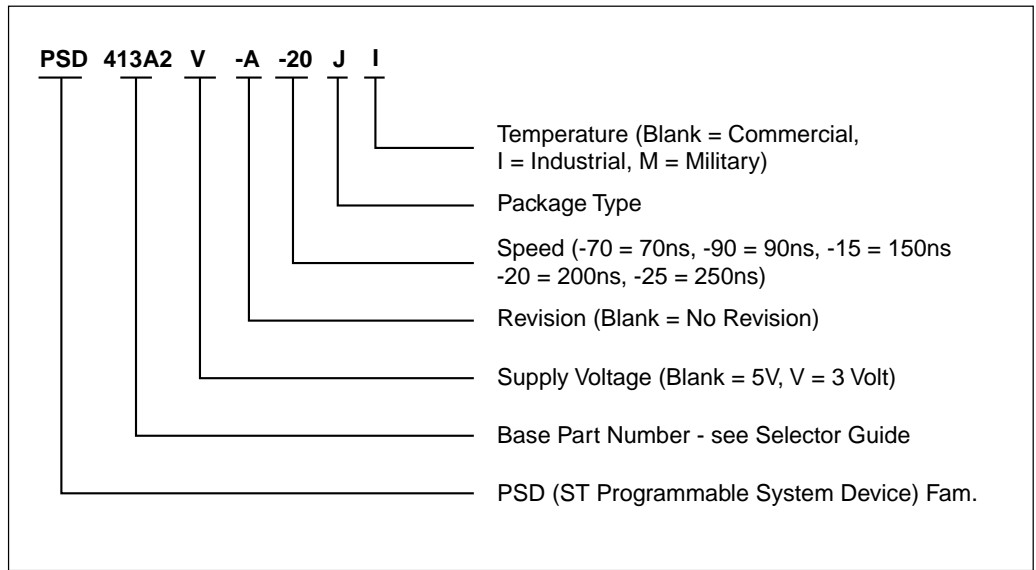 PSD 413A2 V -A -20 J I
Temperature (Blank = Commercial,
I = Industrial, M = Military)
Package Type
Speed (-70 = 70ns, -90 = 90ns, -15 = 150ns
-20 = 200ns, -25 = 250ns)
Revision (Blank = No Revision)
Supply Voltage (Blank = 5V, V = 3 Volt)
Base Part Number - see Selector Guide
PSD (ST Programmable System Device) Fam.